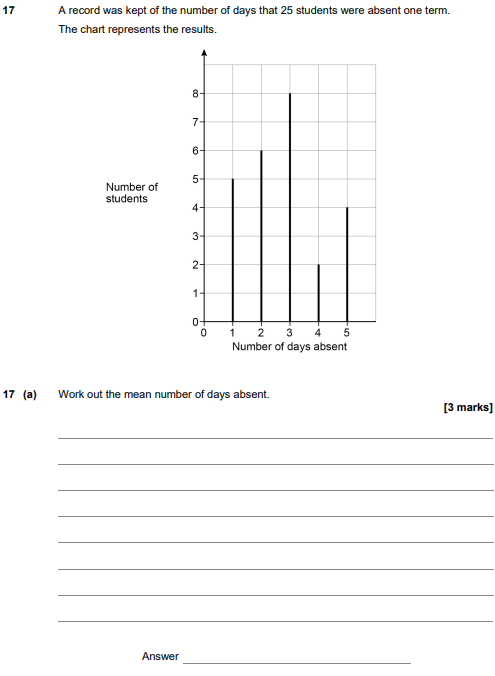 17 A record was kept of the number of days that 25 students were absent one term.
The chart represents the results.
8
7
6
5
4
3
2
1
0
Number of
students
0 1 2 3 4 5
Number of days absent
17 (a) Work out the mean number of days absent.
[3 marks]
Answer